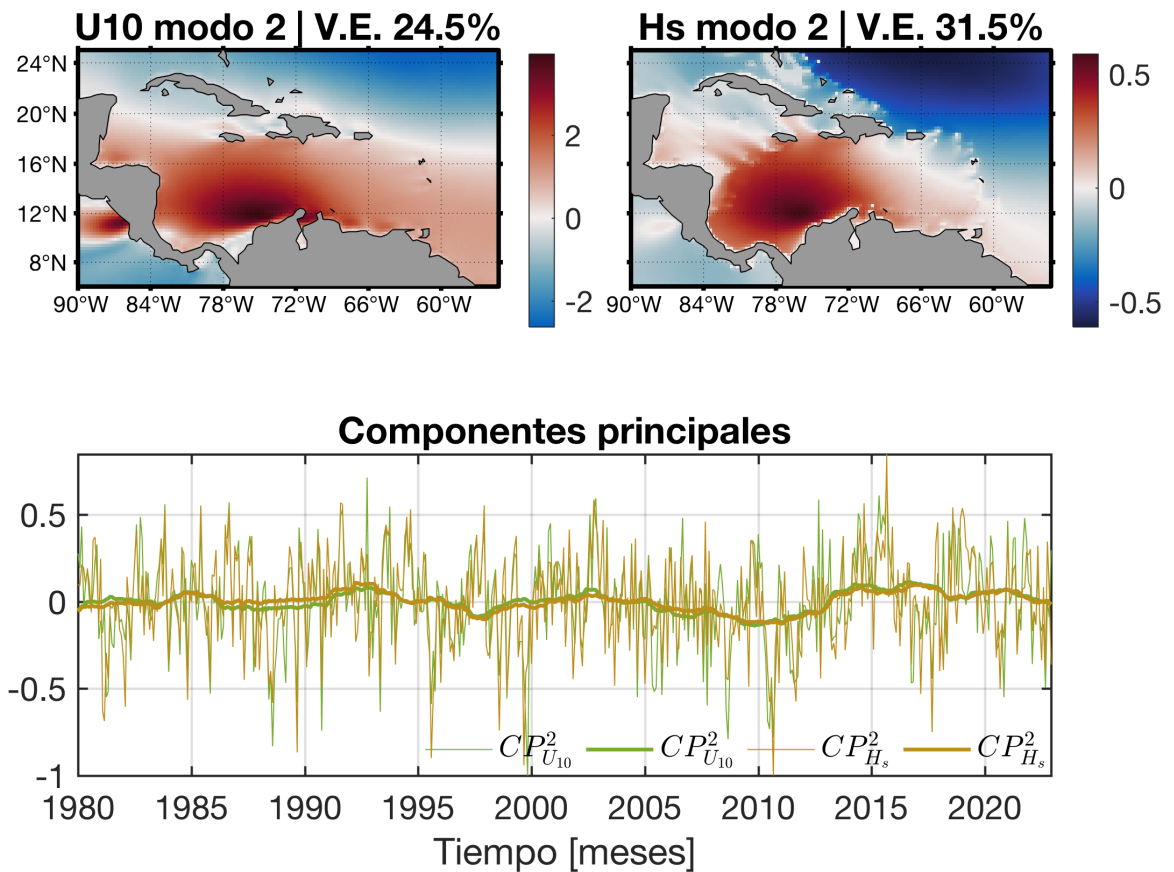 U10 modo 2 | V.E. 24.5%
24°N
20°N
16°N
12°N
8°N
90°W 84°W 78°W 72°W 66°W 60°W
2
0
-2
Hs modo 2 | V.E. 31.5%
90°W 84°W 78°W 72°W 66°W 60°W
0.5
0
-0.5
Componentes principales
0.5
0
-0.5
-1
CP²U₁₀ CP²U₁₀ CP²Hₛ CP²Hₛ
1980 1985 1990 1995 2000 2005 2010 2015 2020
Tiempo [meses]